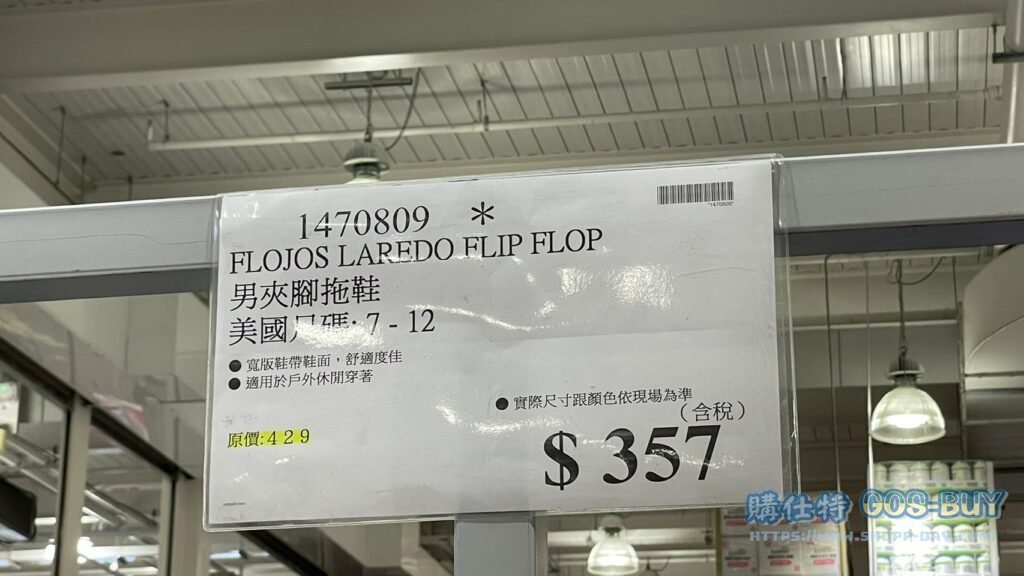 1470809 *
*1470809*
FLOJOS LAREDO FLIP FLOP
男夾腳拖鞋
美國尺碼: 7 - 12
● 寬版鞋帶鞋面，舒適度佳
● 適用於戶外休閒穿著
● 實際尺寸跟顏色依現場為準
(含稅)
原價:429
$ 357
購仕特 GOS-BUY